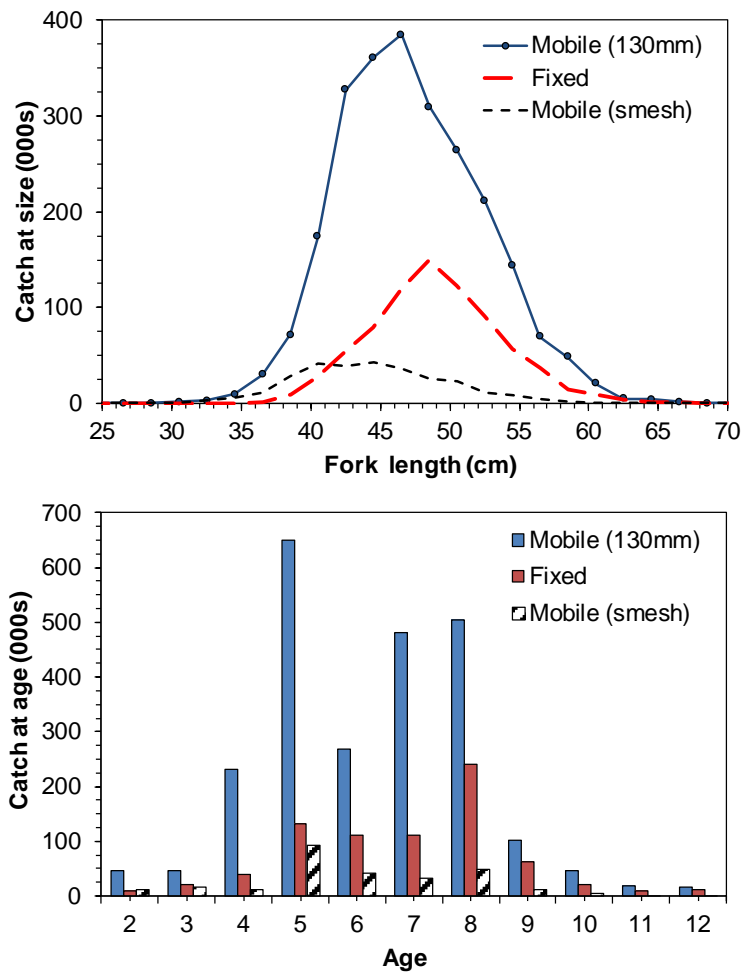 400
300
200
100
0
Catch at size (000s)
Mobile (130mm)
Fixed
Mobile (smesh)
25 30 35 40 45 50 55 60 65 70
Fork length (cm)
700
600
500
400
300
200
100
0
Catch at age (000s)
Mobile (130mm)
Fixed
Mobile (smesh)
2 3 4 5 6 7 8 9 10 11 12
Age